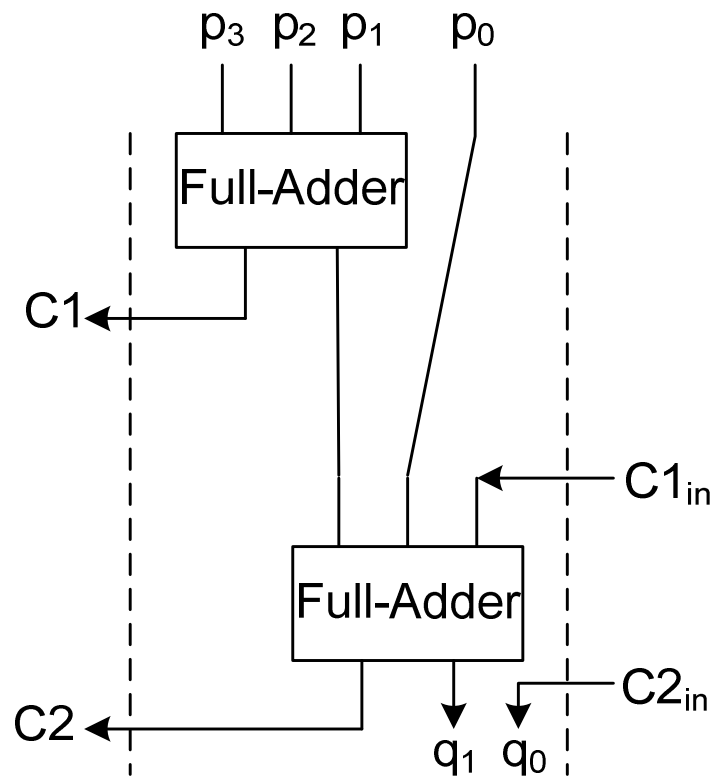 p3 p2 p1 p0
Full-Adder
C1
C1in
Full-Adder
C2in
C2
q1 q0